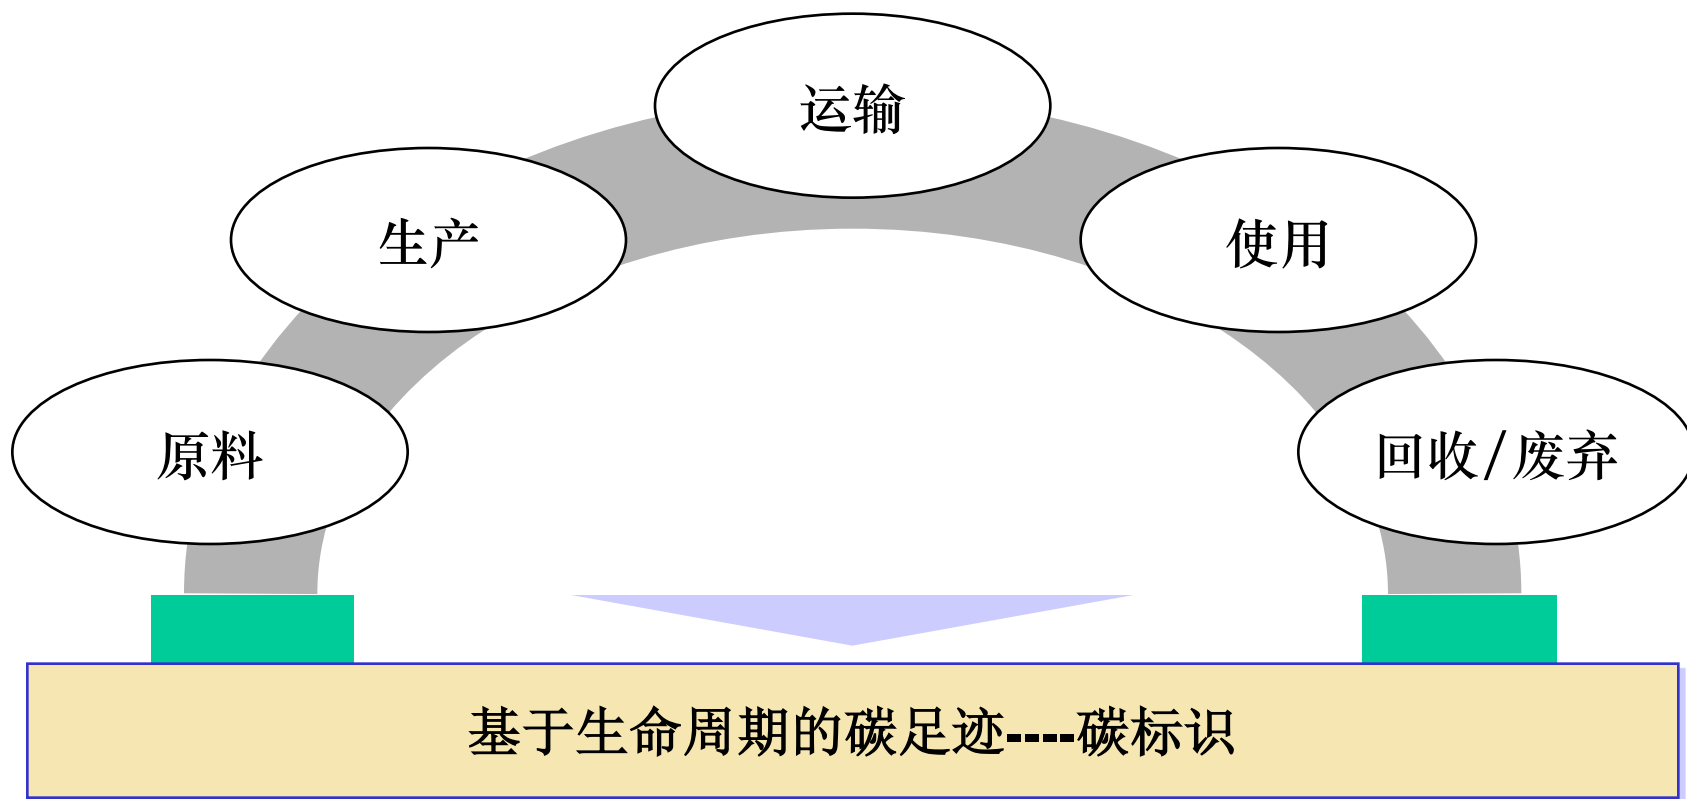 运输
生产
使用
原料
回收/废弃
基于生命周期的碳足迹----碳标识